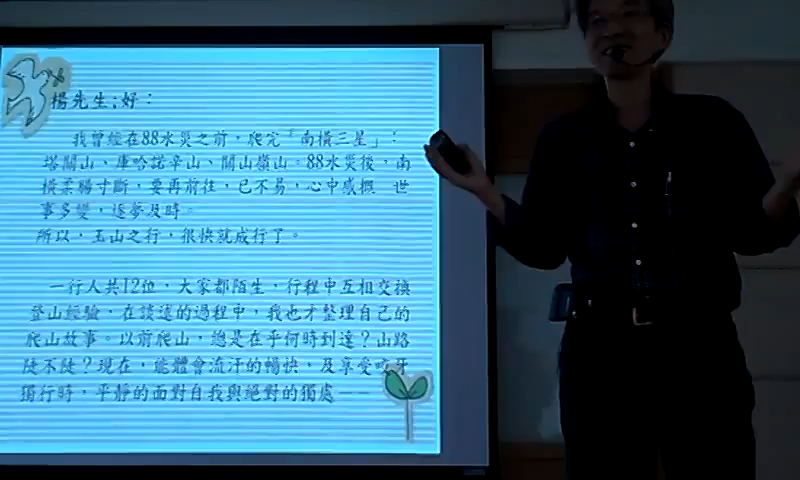 楊先生;好:
我曾經在88水災之前，爬完「南橫三星」:
塔關山、庫哈諾辛山、關山嶺山。88水災後，南
橫柔腸寸斷，要再前往，已不易，心中感慨 世
事多變，逐夢及時。
所以，玉山之行，很快就成行了。
一行人共12位，大家都陌生，行程中互相交換
登山經驗，在談述的過程中，我也才整理自己的
爬山故事。以前爬山，總是在乎何時到達？山路
陡不陡？現在，能體會流汗的暢快，及享受咬牙
獨行時，平靜的面對自我與絕對的獨處——